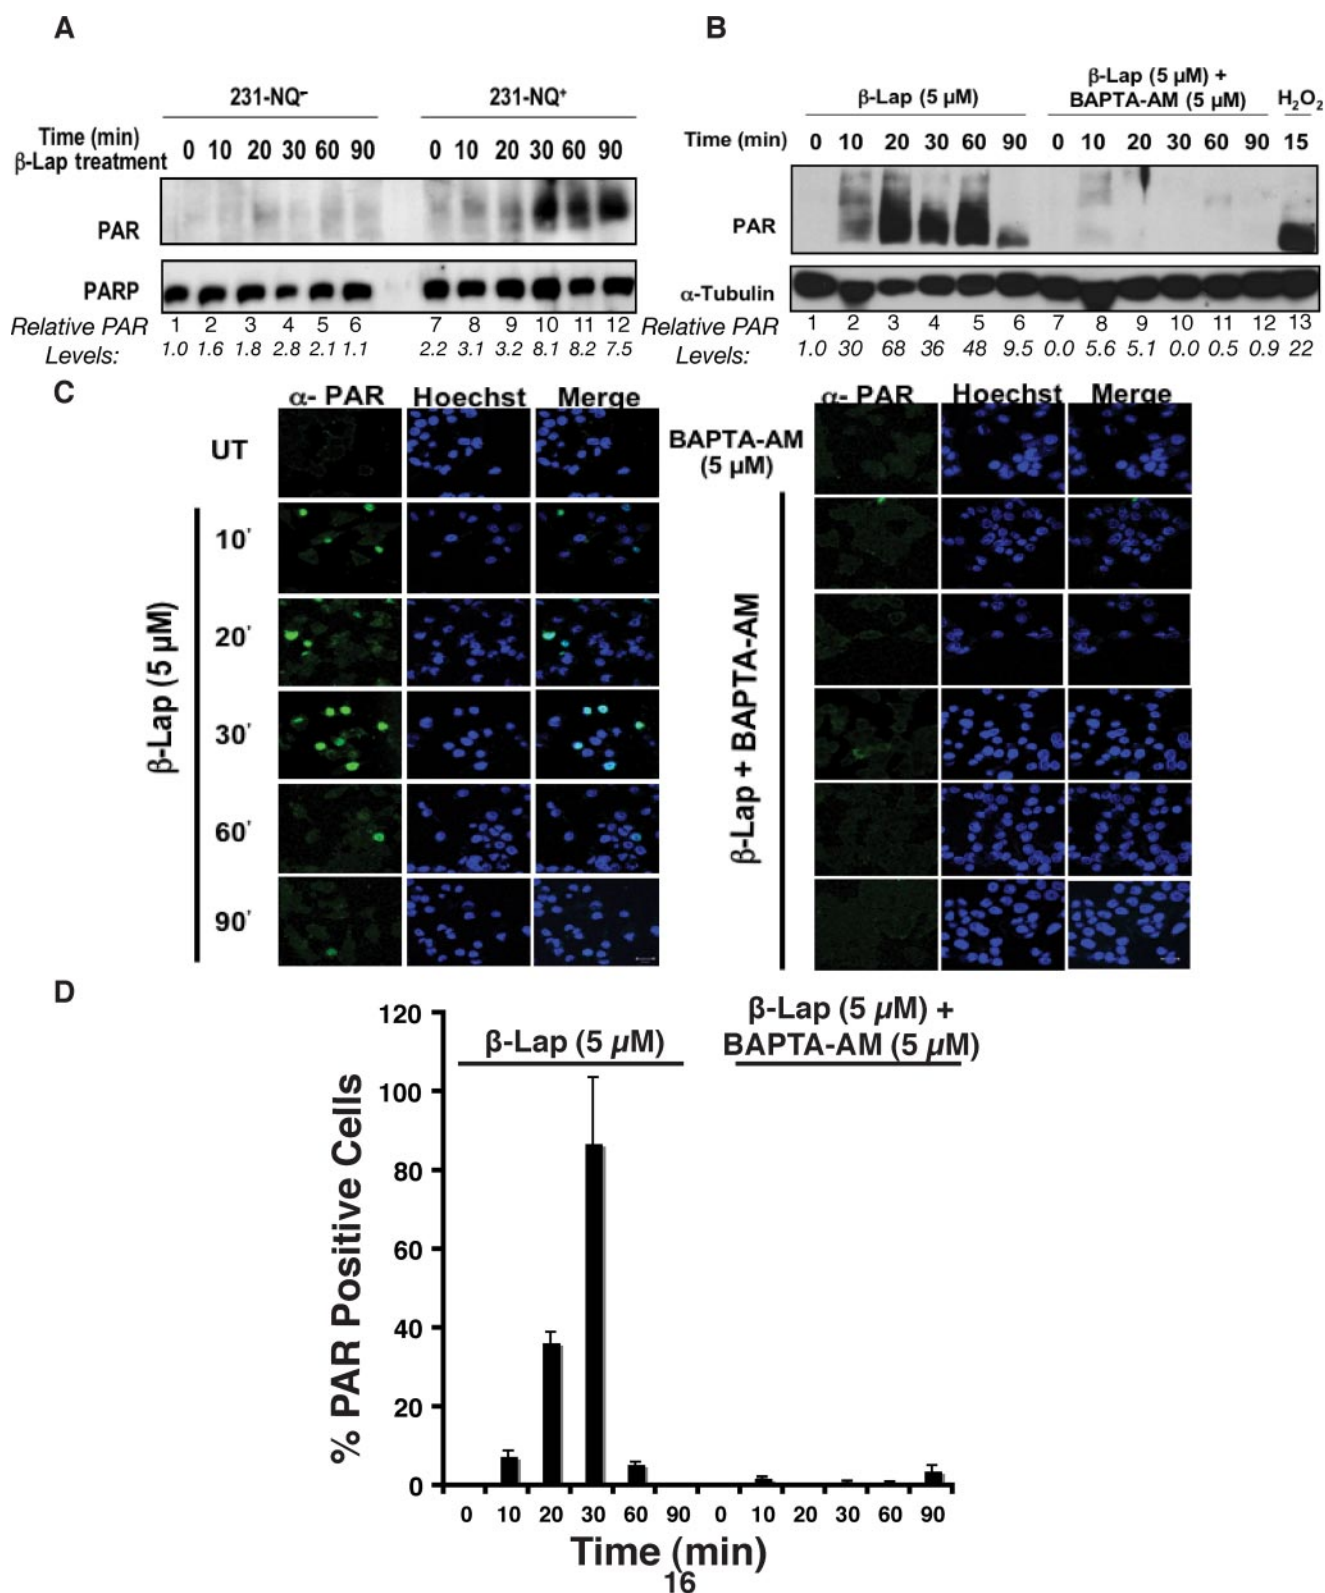 A
231-NQ⁻
231-NQ⁺
Time (min)
β-Lap treatment
0 10 20 30 60 90
0 10 20 30 60 90
PAR
PARP
Relative PAR
Levels:
1 2 3 4 5 6 7 8 9 10 11 12
1.0 1.6 1.8 2.8 2.1 1.1 2.2 3.1 3.2 8.1 8.2 7.5
B
β-Lap (5 µM)
β-Lap (5 µM) +
BAPTA-AM (5 µM)
H₂O₂
Time (min)
0 10 20 30 60 90 0 10 20 30 60 90 15
PAR
α-Tubulin
Relative PAR
Levels:
1 2 3 4 5 6 7 8 9 10 11 12 13
1.0 30 68 36 48 9.5 0.0 5.6 5.1 0.0 0.5 0.9 22
C
α- PAR Hoechst Merge
UT
10'
20'
30'
60'
90'
β-Lap (5 µM)
α- PAR Hoechst Merge
BAPTA-AM
(5 µM)
β-Lap + BAPTA-AM
D
β-Lap (5 µM)
β-Lap (5 µM) +
BAPTA-AM (5 µM)
% PAR Positive Cells
120
100
80
60
40
20
0
0 10 20 30 60 90 0 10 20 30 60 90
Time (min)
16